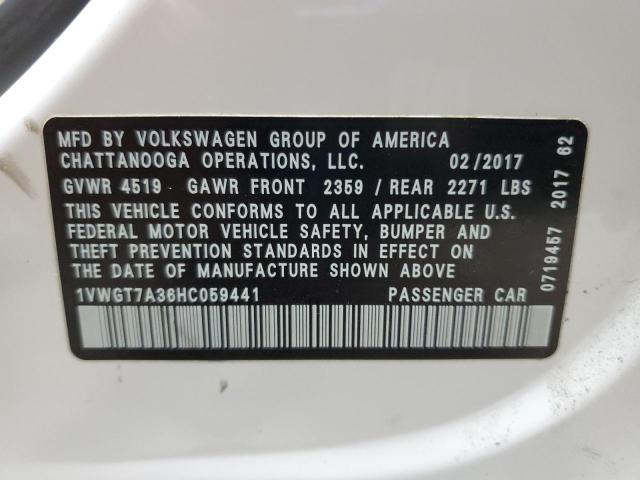 MFD BY VOLKSWAGEN GROUP OF AMERICA
CHATTANOOGA OPERATIONS, LLC. 02/2017
GVWR 4519 GAWR FRONT 2359 / REAR 2271 LBS
THIS VEHICLE CONFORMS TO ALL APPLICABLE U.S.
FEDERAL MOTOR VEHICLE SAFETY, BUMPER AND
THEFT PREVENTION STANDARDS IN EFFECT ON
THE DATE OF MANUFACTURE SHOWN ABOVE
1VWGT7A36HC059441 PASSENGER CAR
0719457 2017 62